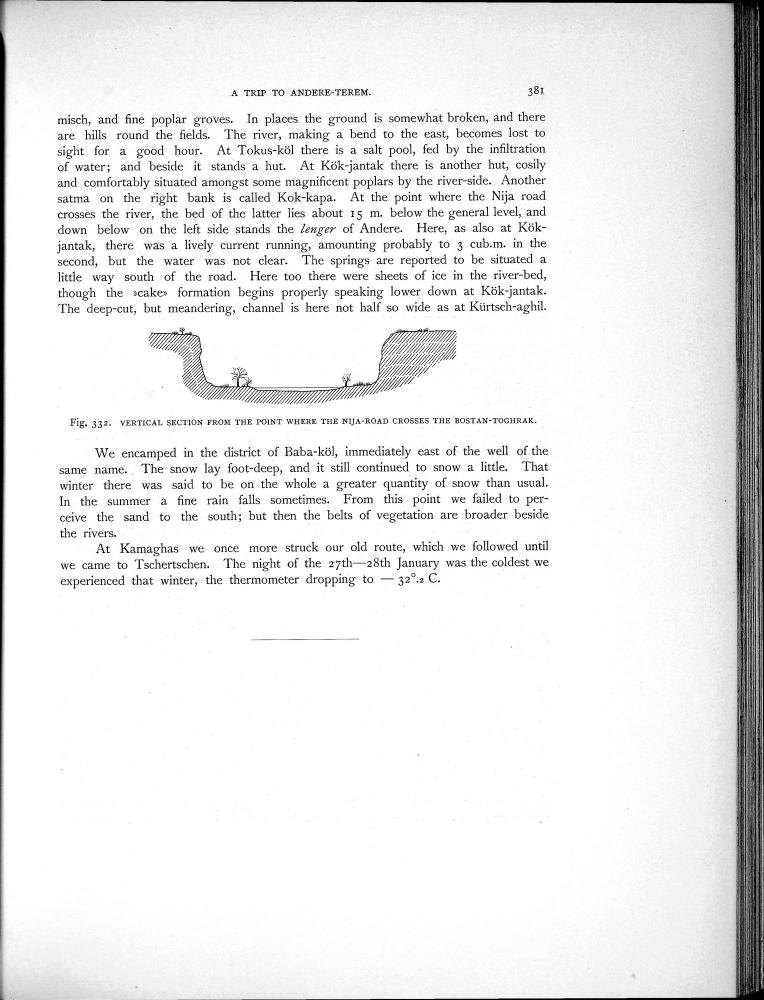 A TRIP TO ANDERE-TEREM. 381
misch, and fine poplar groves. In places the ground is somewhat broken, and there
are hills round the fields. The river, making a bend to the east, becomes lost to
sight for a good hour. At Tokus-köl there is a salt pool, fed by the infiltration
of water; and beside it stands a hut. At Kök-jantak there is another hut, cosily
and comfortably situated amongst some magnificent poplars by the river-side. Another
satma on the right bank is called Kok-kapa. At the point where the Nija road
crosses the river, the bed of the latter lies about 15 m. below the general level, and
down below on the left side stands the lenger of Andere. Here, as also at Kök-
jantak, there was a lively current running, amounting probably to 3 cub.m. in the
second, but the water was not clear. The springs are reported to be situated a
little way south of the road. Here too there were sheets of ice in the river-bed,
though the »cake» formation begins properly speaking lower down at Kök-jantak.
The deep-cut, but meandering, channel is here not half so wide as at Kürtsch-aghil.
Fig. 332. VERTICAL SECTION FROM THE POINT WHERE THE NIJA-ROAD CROSSES THE BOSTAN-TOGHRAK.
We encamped in the district of Baba-köl, immediately east of the well of the
same name. The snow lay foot-deep, and it still continued to snow a little. That
winter there was said to be on the whole a greater quantity of snow than usual.
In the summer a fine rain falls sometimes. From this point we failed to per-
ceive the sand to the south; but then the belts of vegetation are broader beside
the rivers.
At Kamaghas we once more struck our old route, which we followed until
we came to Tschertschen. The night of the 27th—28th January was the coldest we
experienced that winter, the thermometer dropping to — 32°.2 C.